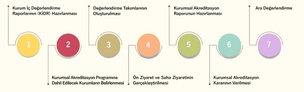 Kurum İç Değerlendirme
Raporlarının (KİDR) Hazırlanması
Değerlendirme Takımlarının
Oluşturulması
Kurumsal Akreditasyon
Raporunun Hazırlanması
Ara Değerlendirme
1
2
3
4
5
6
7
Kurumsal Akreditasyon Programına
Dahil Edilecek Kurumların Belirlenmesi
Ön Ziyaret ve Saha Ziyaretinin
Gerçekleştirilmesi
Kurumsal Akreditasyon
Kararının Verilmesi